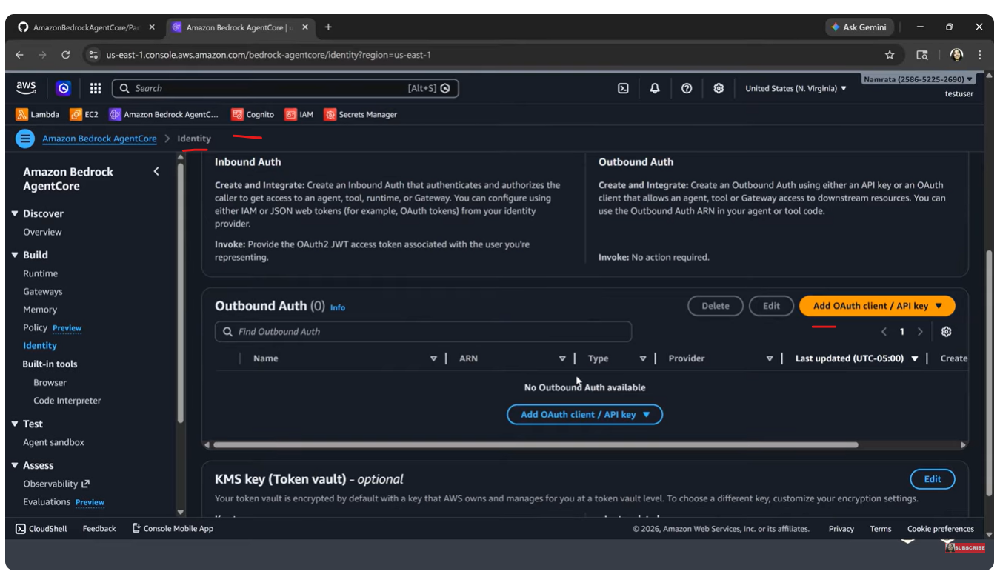 AmazonBedrockAgentCore/Par
Amazon Bedrock AgentCore | u
Ask Gemini
us-east-1.console.aws.amazon.com/bedrock-agentcore/identity?region=us-east-1
aws
Search
[Alt+S]
United States (N. Virginia)
Namrata (2586-5225-2690)
testuser
Lambda
EC2
Amazon Bedrock AgentC...
Cognito
IAM
Secrets Manager
Amazon Bedrock AgentCore > Identity
Amazon Bedrock
AgentCore
Discover
Overview
Build
Runtime
Gateways
Memory
Policy Preview
Identity
Built-in tools
Browser
Code Interpreter
Test
Agent sandbox
Assess
Observability
Evaluations Preview
Inbound Auth
Create and Integrate: Create an Inbound Auth that authenticates and authorizes the
caller to get access to an agent, tool, runtime, or Gateway. You can configure using
either IAM or JSON web tokens (for example, OAuth tokens) from your identity
provider.
Invoke: Provide the OAuth2 JWT access token associated with the user you're
representing.
Outbound Auth
Create and Integrate: Create an Outbound Auth using either an API key or an OAuth
client that allows an agent, tool or Gateway access to downstream resources. You can
use the Outbound Auth ARN in your agent or tool code.
Invoke: No action required.
Outbound Auth (0) Info
Delete
Edit
Add OAuth client / API key
Find Outbound Auth
1
Name
ARN
Type
Provider
Last updated (UTC-05:00)
Create
No Outbound Auth available
Add OAuth client / API key
KMS key (Token vault) - optional
Edit
Your token vault is encrypted by default with a key that AWS owns and manages for you at a token vault level. To choose a different key, customize your encryption settings.
CloudShell
Feedback
Console Mobile App
© 2026, Amazon Web Services, Inc. or its affiliates.
Privacy
Terms
Cookie preferences
SUBSCRIBE